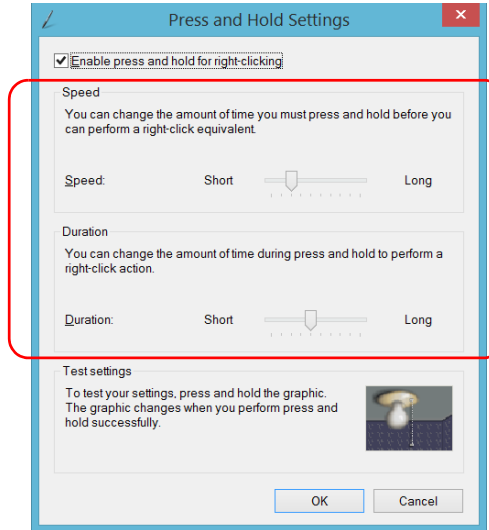 Press and Hold Settings
Enable press and hold for right-clicking
Speed
You can change the amount of time you must press and hold before you
can perform a right-click equivalent.
Speed: Short Long
Duration
You can change the amount of time during press and hold to perform a
right-click action.
Duration: Short Long
Test settings
To test your settings, press and hold the graphic.
The graphic changes when you perform press and
hold successfully.
OK Cancel